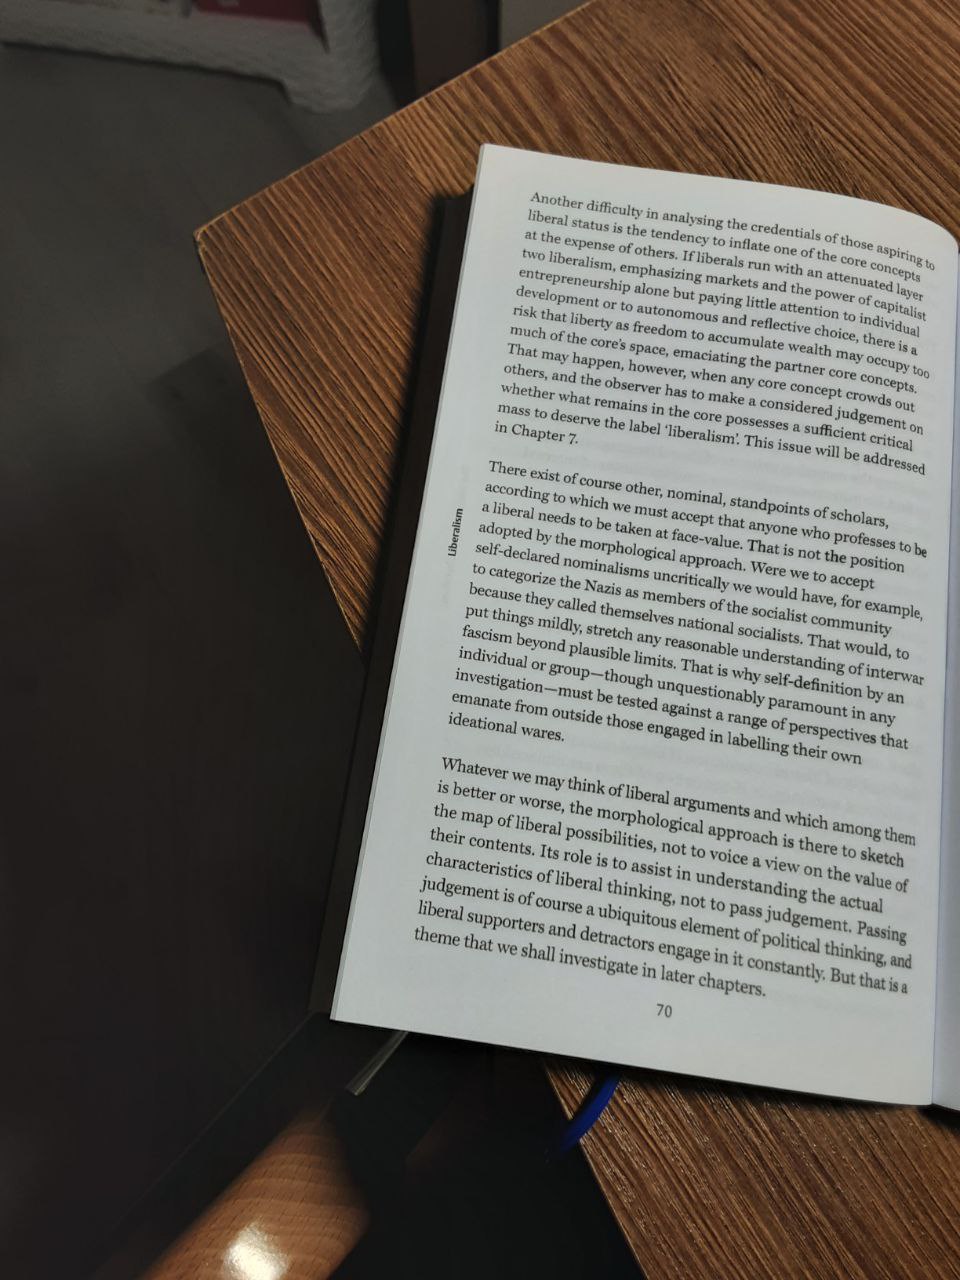 Another difficulty in analysing the credentials of those aspiring to
liberal status is the tendency to inflate one of the core concepts
at the expense of others. If liberals run with an attenuated layer
two liberalism, emphasizing markets and the power of capitalist
entrepreneurship alone but paying little attention to individual
development or to autonomous and reflective choice, there is a
risk that liberty as freedom to accumulate wealth may occupy too
much of the core's space, emaciating the partner core concepts.
That may happen, however, when any core concept crowds out
others, and the observer has to make a considered judgement on
whether what remains in the core possesses a sufficient critical
mass to deserve the label ‘liberalism’. This issue will be addressed
in Chapter 7.
There exist of course other, nominal, standpoints of scholars,
according to which we must accept that anyone who professes to be
a liberal needs to be taken at face-value. That is not the position
adopted by the morphological approach. Were we to accept
self-declared nominalisms uncritically we would have, for example,
to categorize the Nazis as members of the socialist community
because they called themselves national socialists. That would, to
put things mildly, stretch any reasonable understanding of interwar
fascism beyond plausible limits. That is why self-definition by an
individual or group—though unquestionably paramount in any
investigation—must be tested against a range of perspectives that
emanate from outside those engaged in labelling their own
ideational wares.
Whatever we may think of liberal arguments and which among them
is better or worse, the morphological approach is there to sketch
the map of liberal possibilities, not to voice a view on the value of
their contents. Its role is to assist in understanding the actual
characteristics of liberal thinking, not to pass judgement. Passing
judgement is of course a ubiquitous element of political thinking, and
liberal supporters and detractors engage in it constantly. But that is a
theme that we shall investigate in later chapters.
Liberalism
70